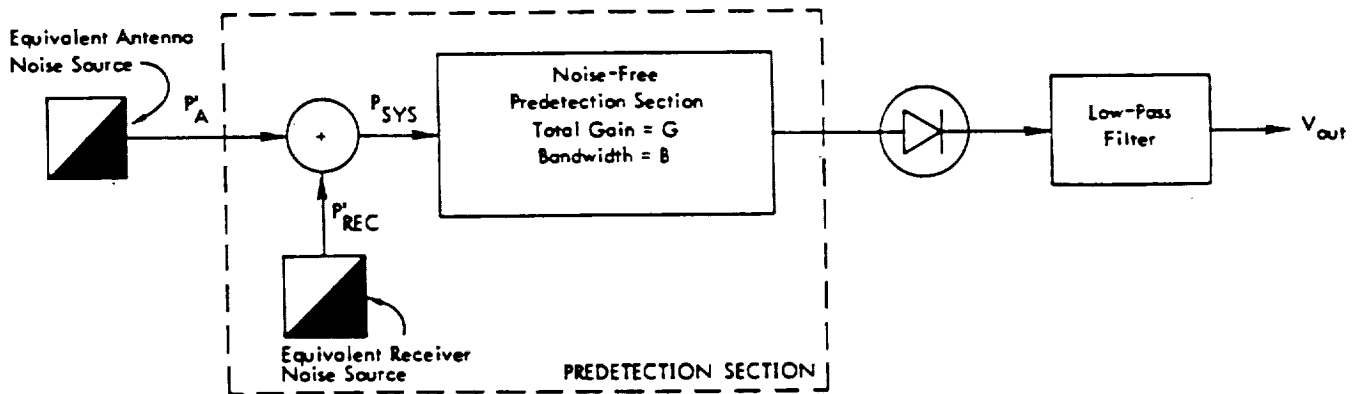 Equivalent Antenna
Noise Source
P'A
PSYS
Noise-Free
Predetection Section
Total Gain = G
Bandwidth = B
Low-Pass
Filter
Vout
+
P'REC
Equivalent Receiver
Noise Source
PREDETECTION SECTION